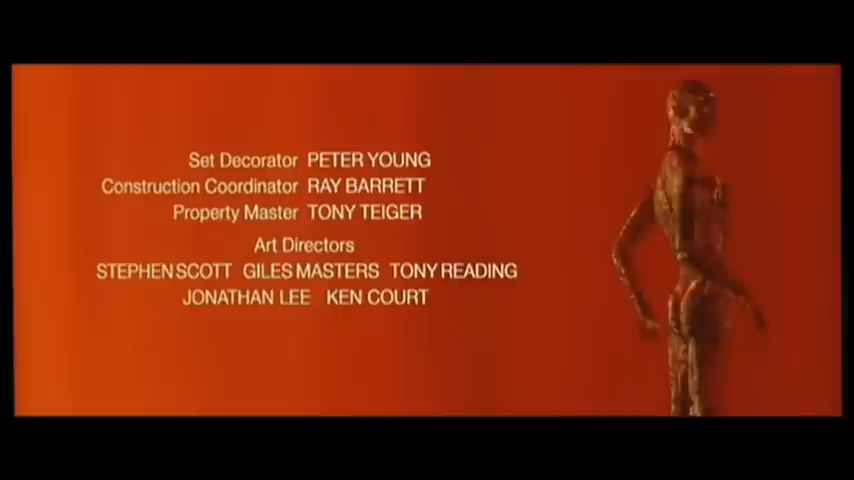 Set Decorator PETER YOUNG
Construction Coordinator RAY BARRETT
Property Master TONY TEIGER
Art Directors
STEPHEN SCOTT GILES MASTERS TONY READING
JONATHAN LEE KEN COURT